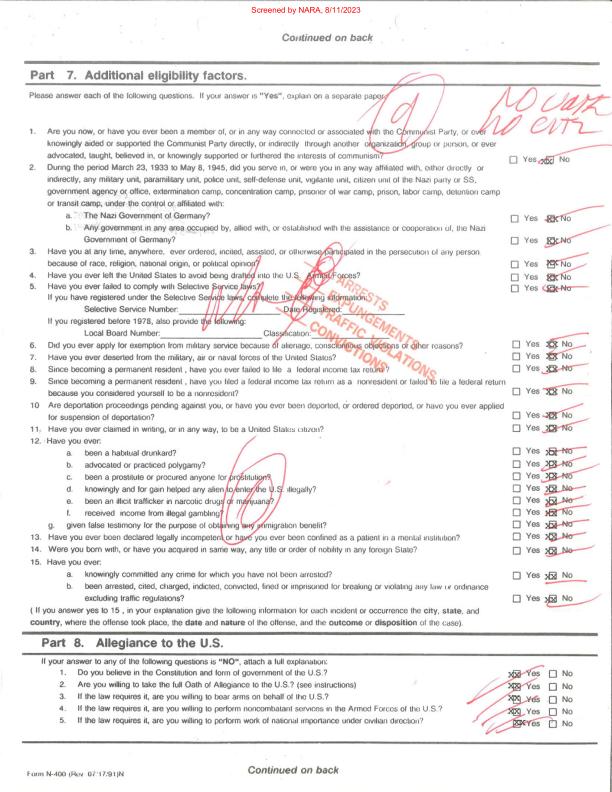 Screened by NARA, 8/11/2023
Continued on back
Part 7. Additional eligibility factors.
Please answer each of the following questions. If your answer is "Yes", explain on a separate paper.
NO
NO
1. Are you now, or have you ever been a member of, or in any way connected or associated with the Communist Party, or ever
knowingly aided or supported the Communist Party directly, or indirectly through another organization, group or person, or ever
advocated, taught, believed in, or knowingly supported or furthered the interests of communism? Yes XX No
2. During the period March 23, 1933 to May 8, 1945, did you serve in, or were you in any way affiliated with, either directly or
indirectly, any military unit, paramilitary unit, police unit, self-defense unit, vigilante unit, citizen unit of the Nazi party or SS,
government agency or office, extermination camp, concentration camp, prisoner of war camp, prison, labor camp, detention camp
or transit camp, under the control or affiliated with:
a. The Nazi Government of Germany? Yes XX No
b. Any government in any area occupied by, allied with, or established with the assistance or cooperation of, the Nazi
Government of Germany? Yes XX No
3. Have you at any time, anywhere, ever ordered, incited, assisted, or otherwise participated in the persecution of any person
because of race, religion, national origin, or political opinion? Yes XX No
4. Have you ever left the United States to avoid being drafted into the U.S. Armed Forces? Yes XX No
5. Have you ever failed to comply with Selective Service laws? Yes XX No
If you have registered under the Selective Service laws, complete the following information:
Selective Service Number: Date Registered:
If you registered before 1978, also provide the following:
Local Board Number: Classification:
ARRESTS
EXPUNGEMENT
TRAFFIC VIOLATIONS
CONVICTIONS
6. Did you ever apply for exemption from military service because of alienage, conscientious objections or other reasons? Yes XX No
7. Have you ever deserted from the military, air or naval forces of the United States? Yes XX No
8. Since becoming a permanent resident , have you ever failed to file a federal income tax return? Yes XX No
9. Since becoming a permanent resident , have you filed a federal income tax return as a nonresident or failed to file a federal return
because you considered yourself to be a nonresident? Yes XX No
10 Are deportation proceedings pending against you, or have you ever been deported, or ordered deported, or have you ever applied
for suspension of deportation? Yes XX No
11. Have you ever claimed in writing, or in any way, to be a United States citizen? Yes XX No
12. Have you ever:
a. been a habitual drunkard? Yes XX No
b. advocated or practiced polygamy? Yes XX No
c. been a prostitute or procured anyone for prostitution? Yes XX No
d. knowingly and for gain helped any alien to enter the U.S. illegally? Yes XX No
e. been an illicit trafficker in narcotic drugs or marijuana? Yes XX No
f. received income from illegal gambling? Yes XX No
g. given false testimony for the purpose of obtaining any immigration benefit? Yes XX No
13. Have you ever been declared legally incompetent or have you ever been confined as a patient in a mental institution? Yes XX No
14. Were you born with, or have you acquired in same way, any title or order of nobility in any foreign State? Yes XX No
15. Have you ever:
a. knowingly committed any crime for which you have not been arrested? Yes XX No
b. been arrested, cited, charged, indicted, convicted, fined or imprisoned for breaking or violating any law or ordinance
excluding traffic regulations? Yes XX No
( If you answer yes to 15 , in your explanation give the following information for each incident or occurrence the city, state, and
country, where the offense took place, the date and nature of the offense, and the outcome or disposition of the case).
Part 8. Allegiance to the U.S.
If your answer to any of the following questions is "NO", attach a full explanation:
1. Do you believe in the Constitution and form of government of the U.S.? XX Yes No
2. Are you willing to take the full Oath of Allegiance to the U.S.? (see instructions) XX Yes No
3. If the law requires it, are you willing to bear arms on behalf of the U.S.? XX Yes No
4. If the law requires it, are you willing to perform noncombatant services in the Armed Forces of the U.S.? XX Yes No
5. If the law requires it, are you willing to perform work of national importance under civilian direction? XX Yes No
Form N-400 (Rev. 07/17/91)N
Continued on back